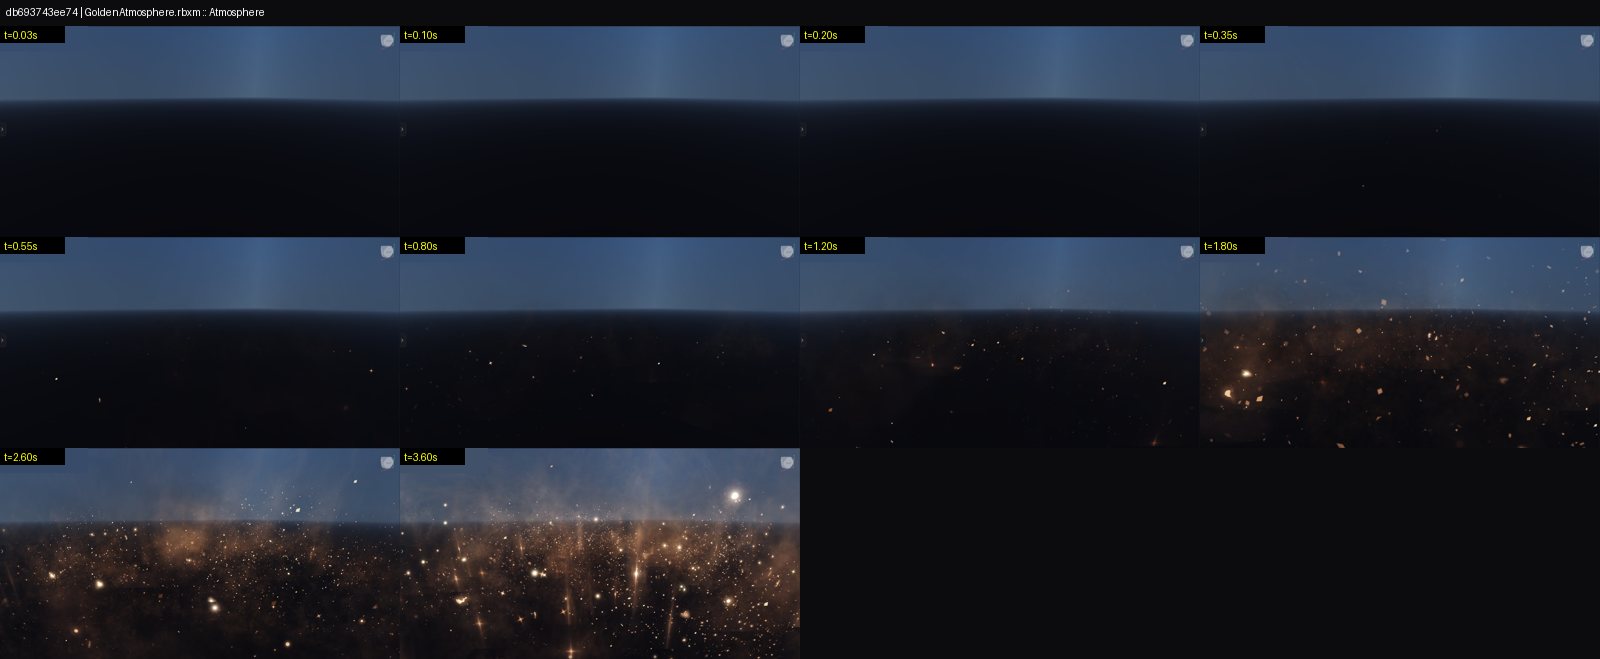 db693743ee74 | GoldenAtmosphere.rbxm :: Atmosphere
t=0.03s
t=0.10s
t=0.20s
t=0.35s
t=0.55s
t=0.80s
t=1.20s
t=1.80s
t=2.60s
t=3.60s